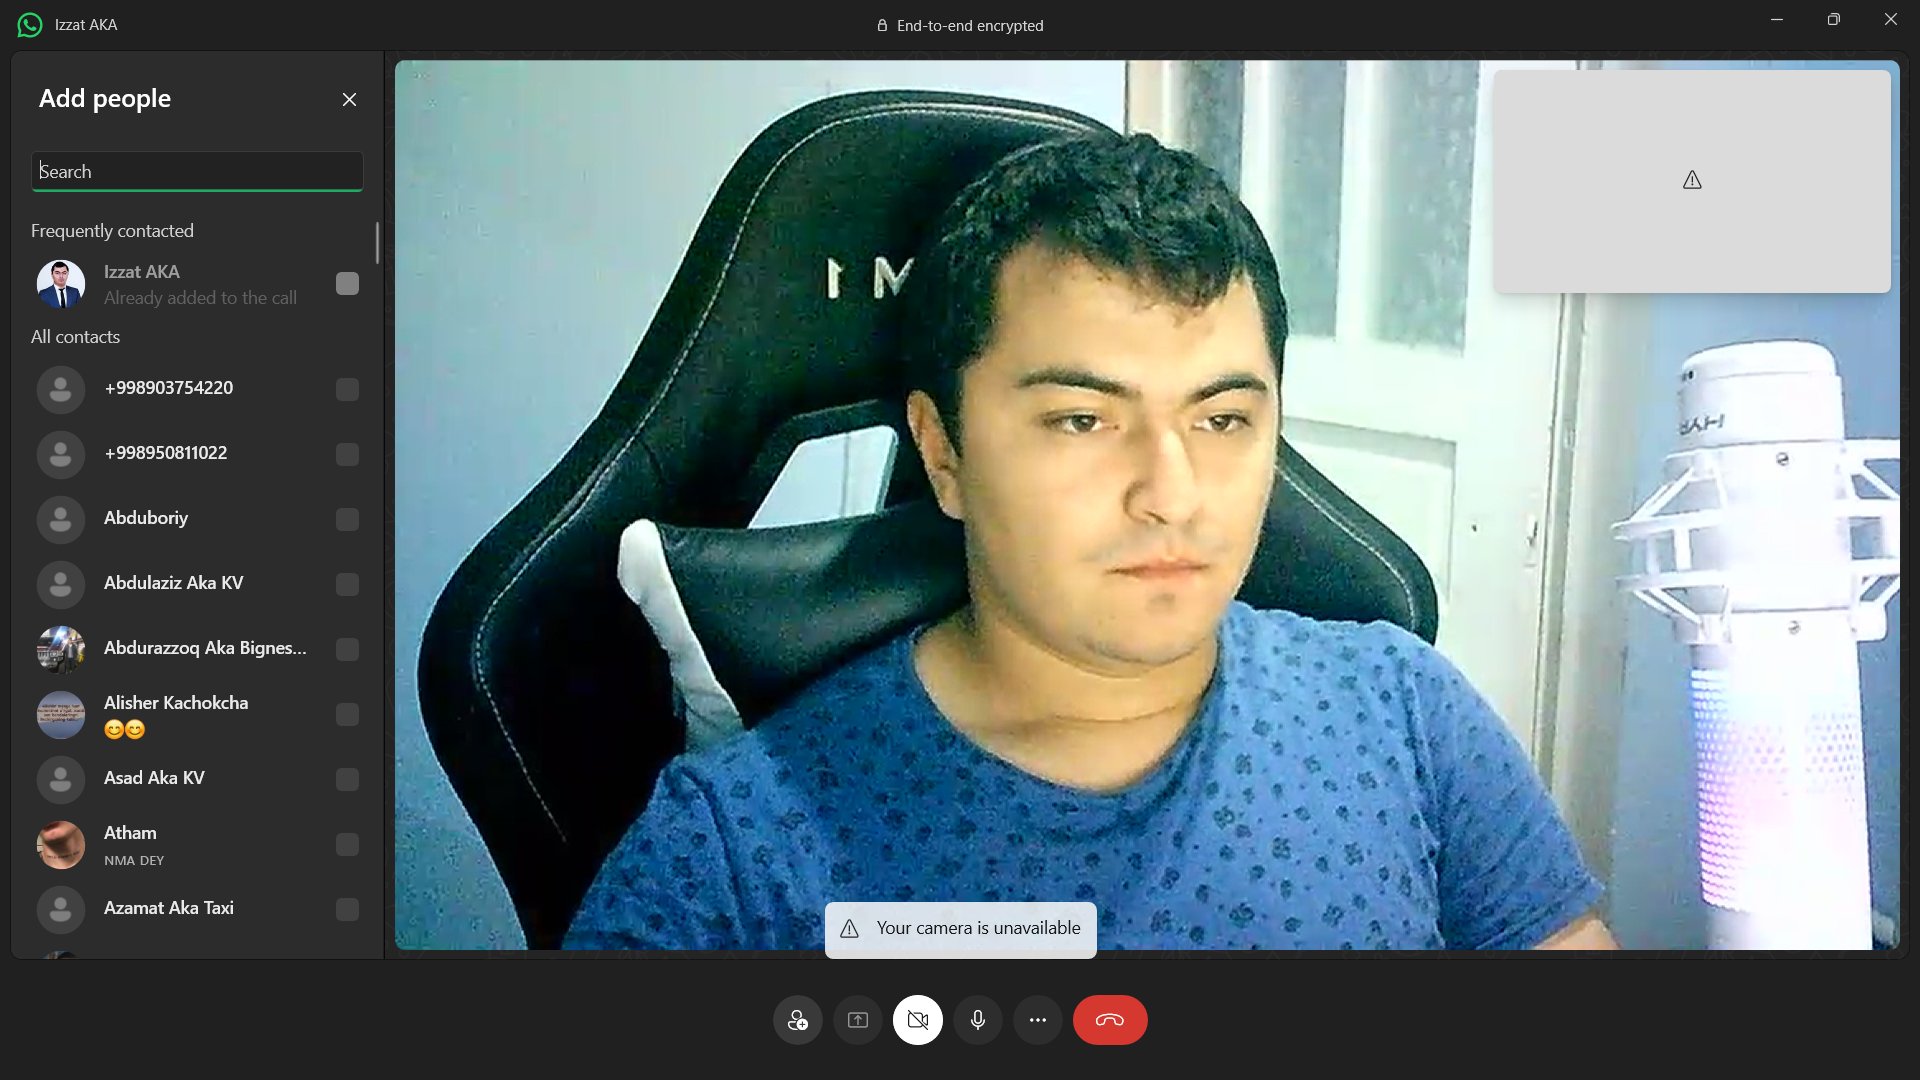 Izzat AKA
End-to-end encrypted
Add people
Search
Frequently contacted
Izzat AKA
Already added to the call
All contacts
+998903754220
+998950811022
Abduboriy
Abdulaziz Aka KV
Abdurazzoq Aka Bignes...
Alisher Kachokcha
😊😊
Asad Aka KV
Atham
NMA DEY
Azamat Aka Taxi
Your camera is unavailable